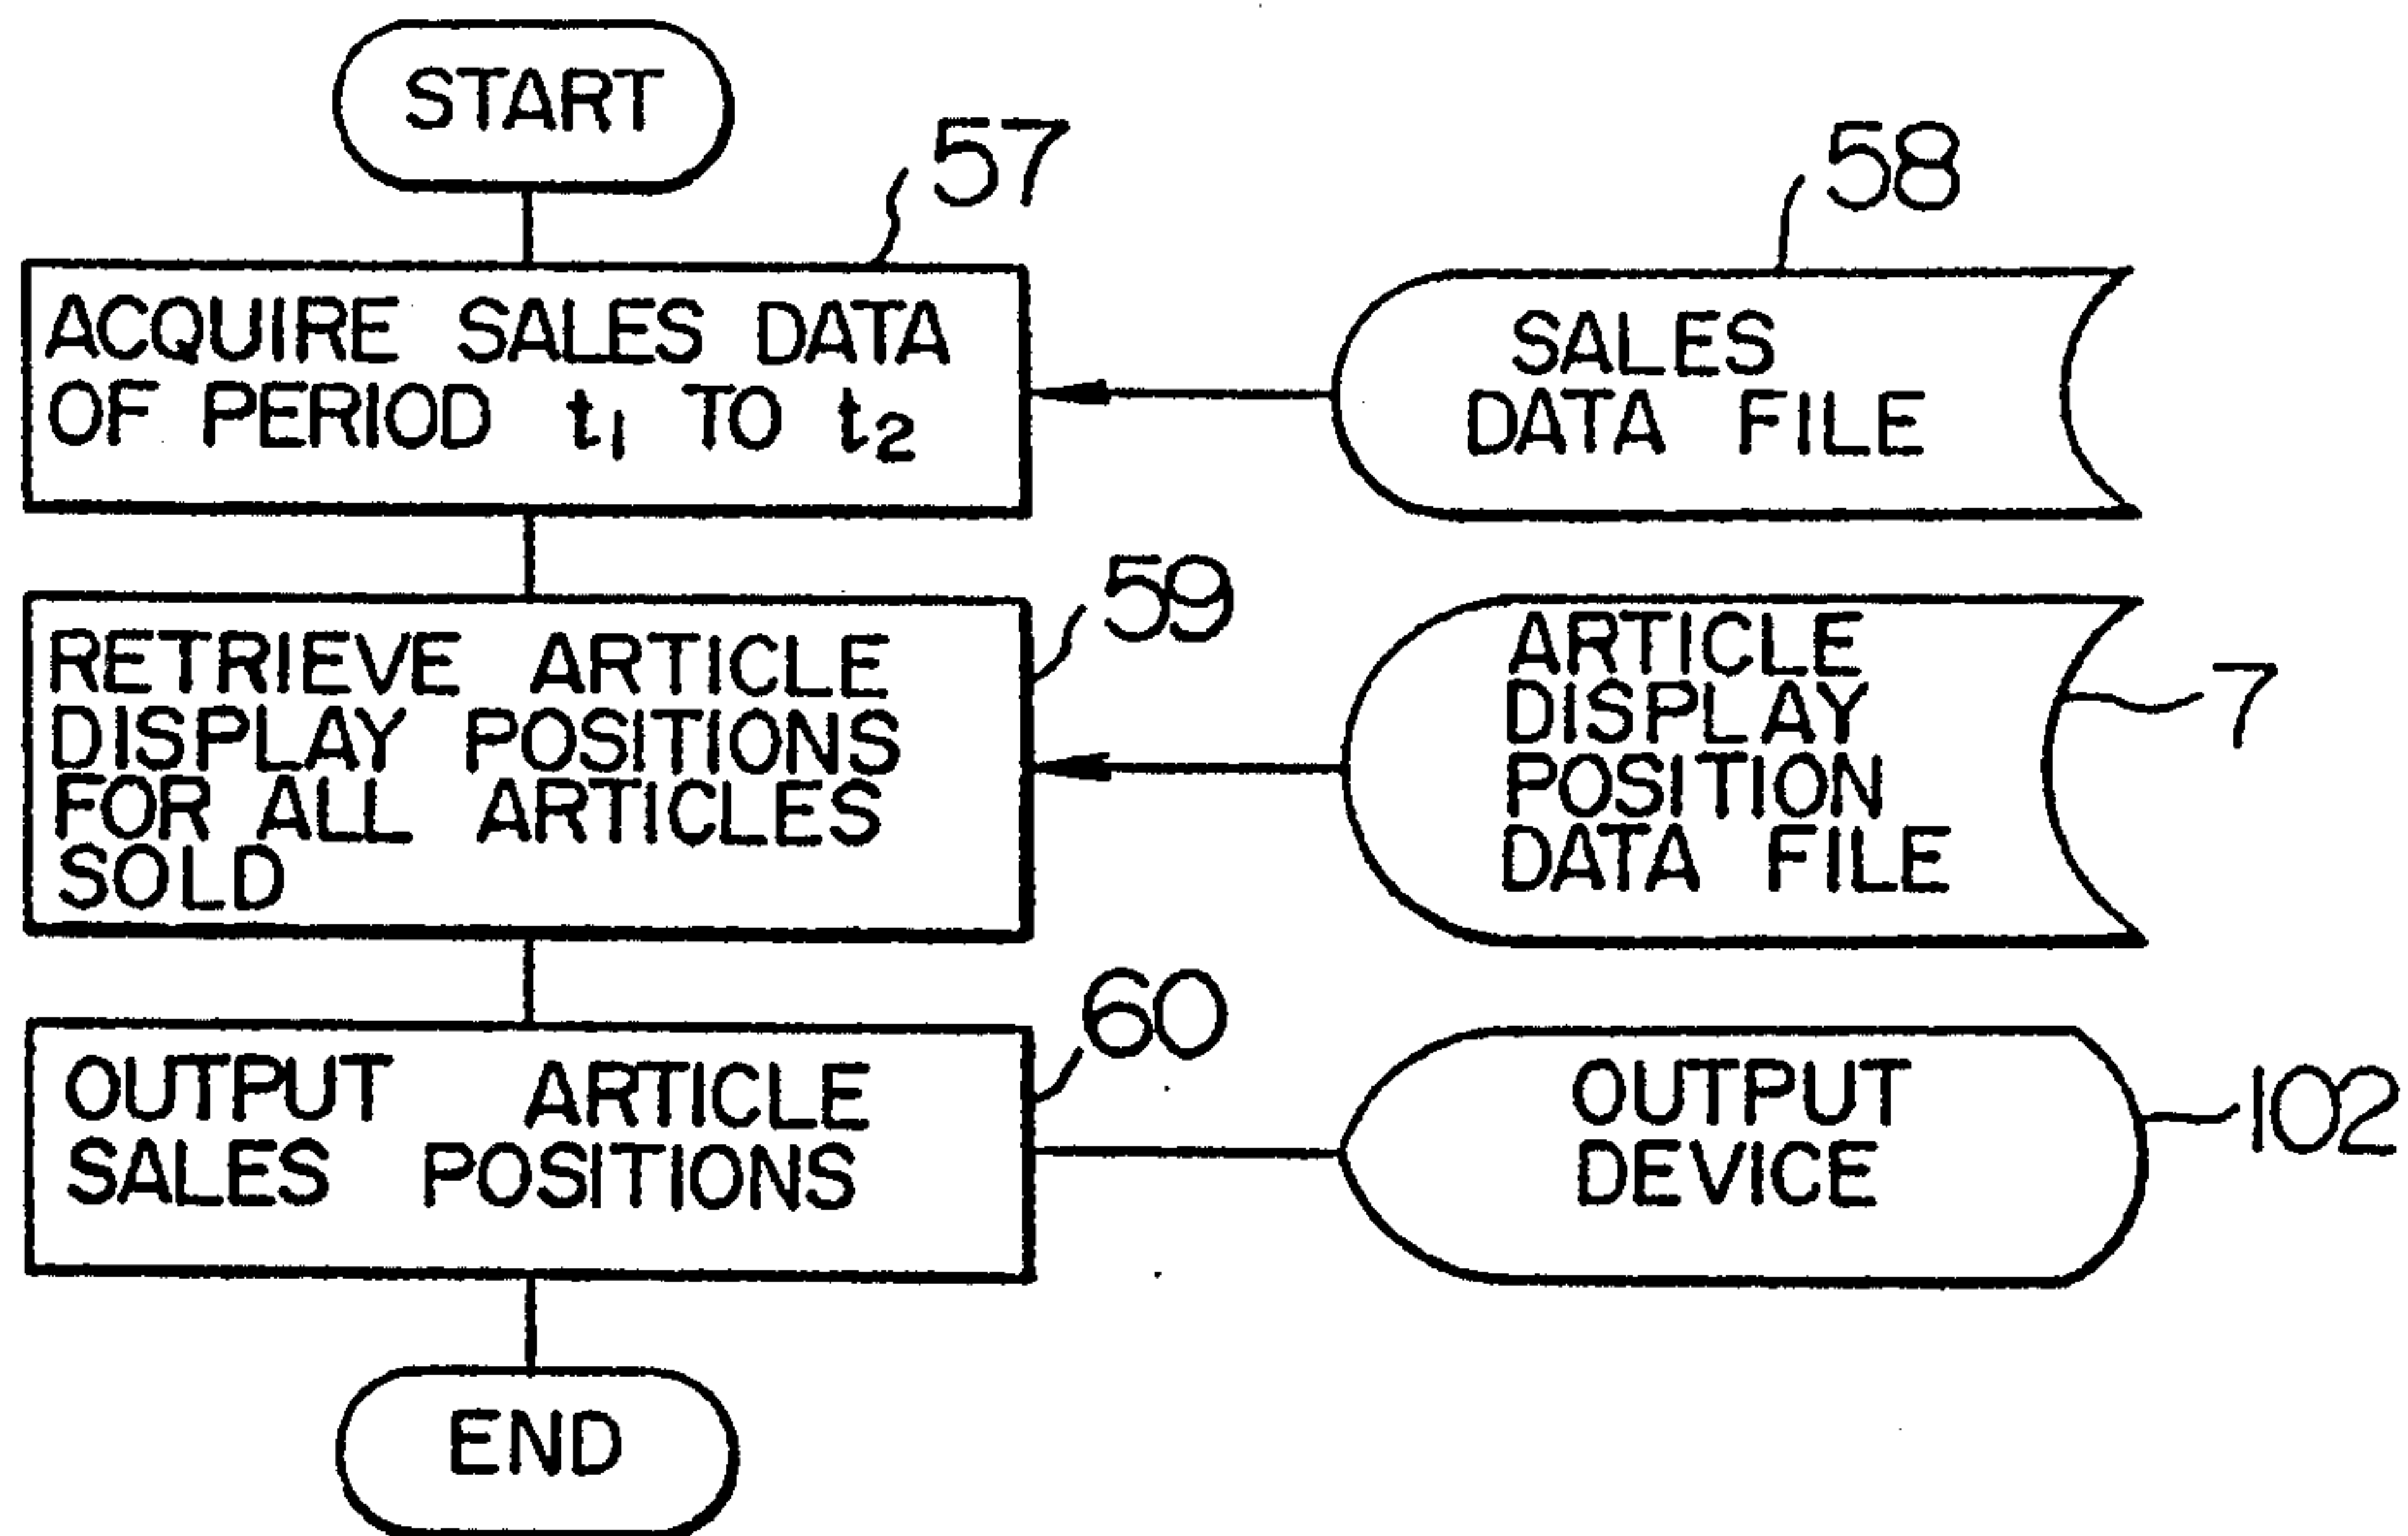 START
57
ACQUIRE SALES DATA
OF PERIOD t1 TO t2
58
SALES
DATA FILE
59
RETRIEVE ARTICLE
DISPLAY POSITIONS
FOR ALL ARTICLES
SOLD
ARTICLE
DISPLAY
POSITION
DATA FILE
7
60
OUTPUT ARTICLE
SALES POSITIONS
OUTPUT
DEVICE
102
END